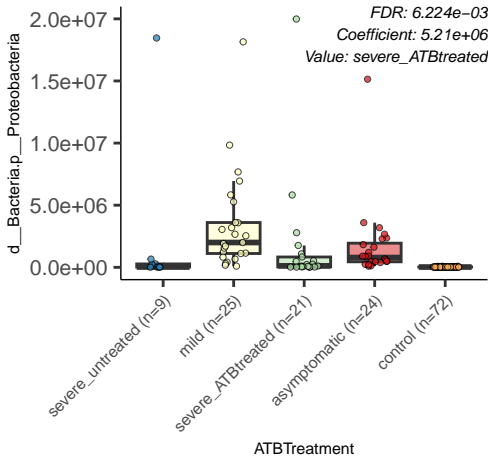 FDR: 6.224e−03
Coefficient: 5.21e+06
Value: severe_ATBtreated
2.0e+07
1.5e+07
1.0e+07
5.0e+06
0.0e+00
d__Bacteria.p__Proteobacteria
severe_untreated (n=9)
mild (n=25)
severe_ATBtreated (n=21)
asymptomatic (n=24)
control (n=72)
ATBTreatment